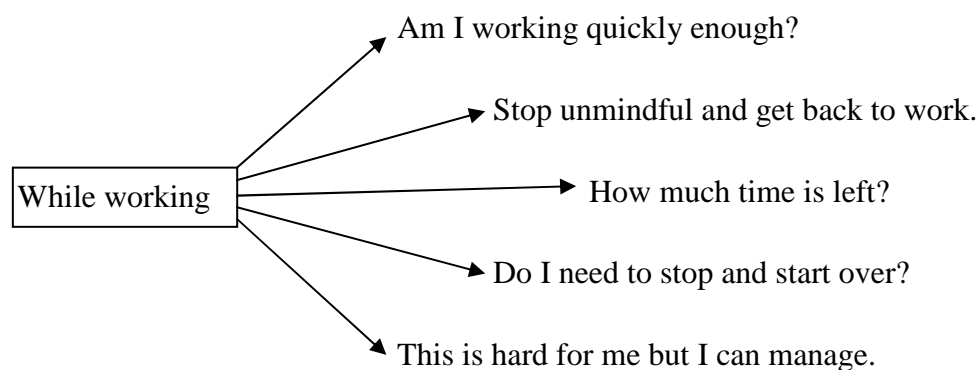 Am I working quickly enough?
Stop unmindful and get back to work.
While working
How much time is left?
Do I need to stop and start over?
This is hard for me but I can manage.